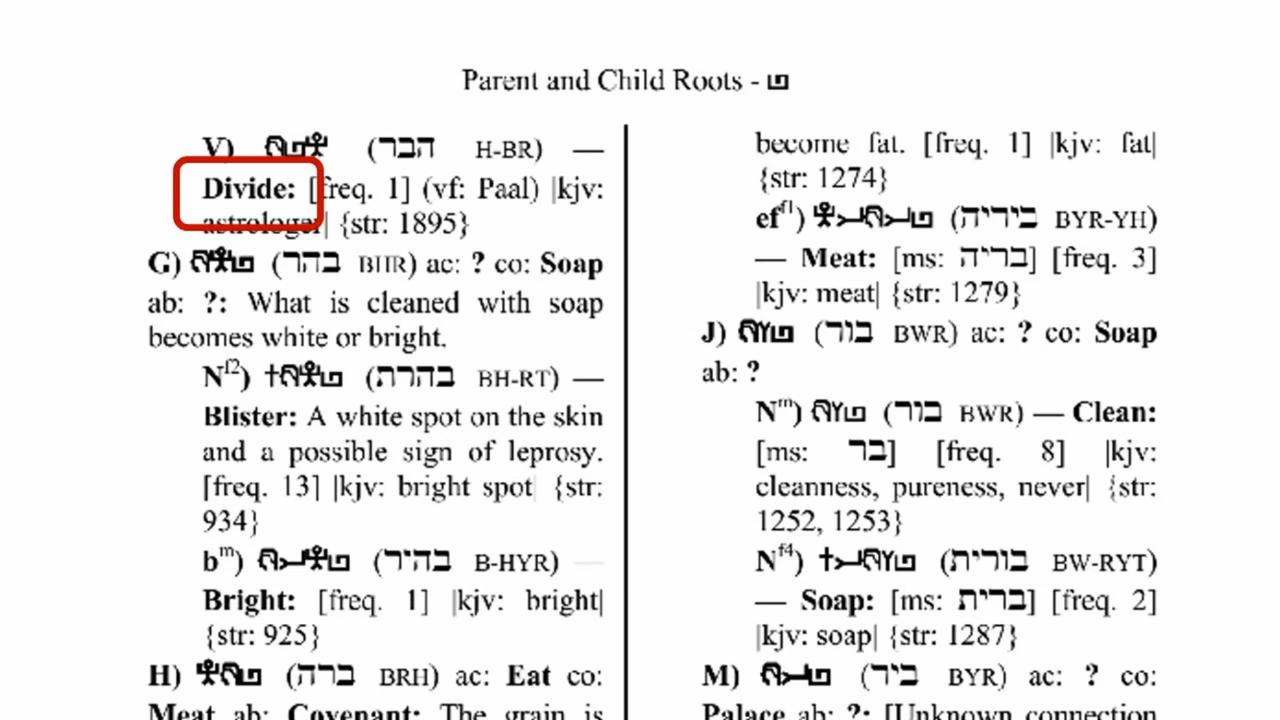 Parent and Child Roots -
V) (הבר H-BR) —
Divide: [freq. 1] (vf: Paal) |kjv:
astrologer| {str: 1895}
G) (בהר BHR) ac: ? co: Soap
ab: ?: What is cleaned with soap
becomes white or bright.
Nf2) (בהרת BH-RT) —
Blister: A white spot on the skin
and a possible sign of leprosy.
[freq. 13] |kjv: bright spot| {str:
934}
bm) (בהיר B-HYR) —
Bright: [freq. 1] |kjv: bright|
{str: 925}
H) (ברה BRH) ac: Eat co:
Meat ab: Covenant: The grain is
become fat. [freq. 1] |kjv: fat|
{str: 1274}
eff1) (ביריה BYR-YH)
— Meat: [ms: בריה] [freq. 3]
|kjv: meat| {str: 1279}
J) (בור BWR) ac: ? co: Soap
ab: ?
Nm) (בור BWR) — Clean:
[ms: בר] [freq. 8] |kjv:
cleanness, pureness, never| {str:
1252, 1253}
Nf4) (בורית BW-RYT)
— Soap: [ms: ברית] [freq. 2]
|kjv: soap| {str: 1287}
M) (ביר BYR) ac: ? co:
Palace ab: ?: [Unknown connection